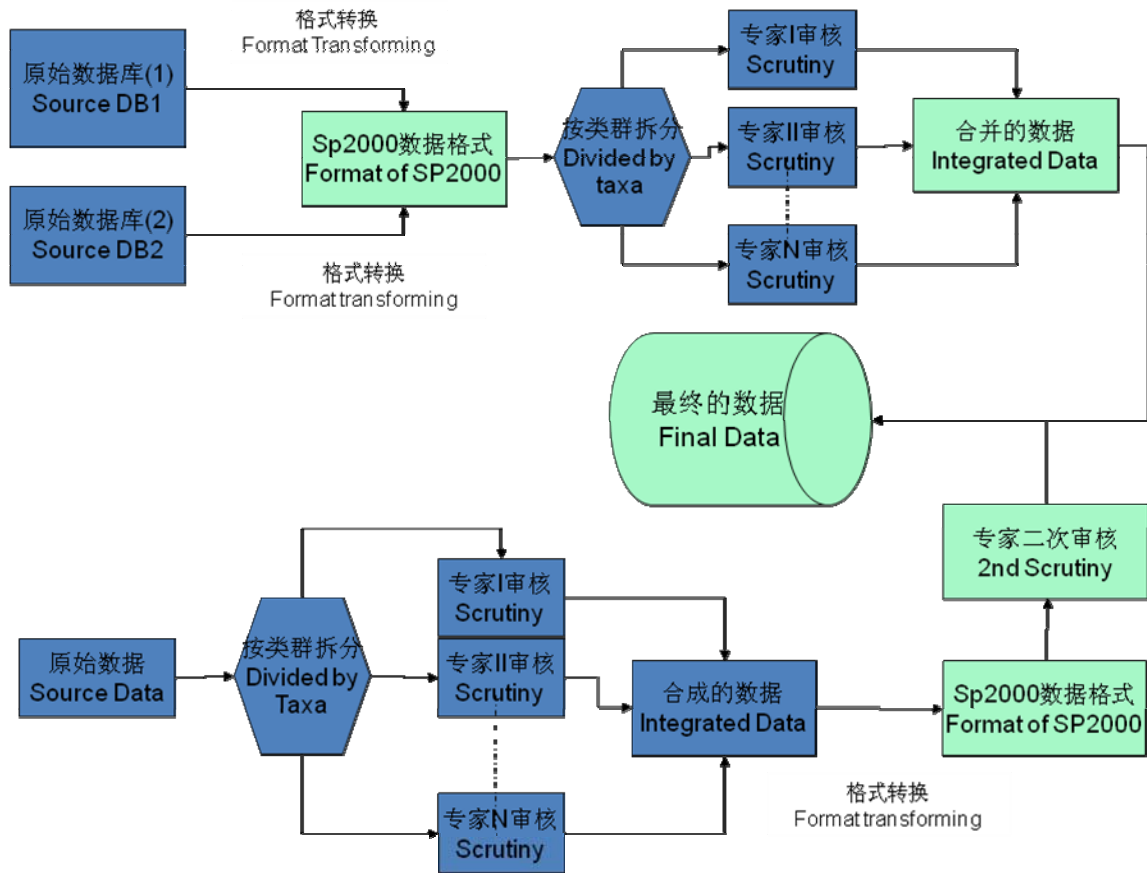 格式转换
Format Transforming
原始数据库(1)
Source DB1
Sp2000数据格式
Format of SP2000
原始数据库(2)
Source DB2
格式转换
Format transforming
按类群拆分
Divided by
taxa
专家I审核
Scrutiny
专家II审核
Scrutiny
专家N审核
Scrutiny
合并的数据
Integrated Data
最终的数据
Final Data
专家二次审核
2nd Scrutiny
原始数据
Source Data
按类群拆分
Divided by
Taxa
专家I审核
Scrutiny
专家II审核
Scrutiny
专家N审核
Scrutiny
合成的数据
Integrated Data
Sp2000数据格式
Format of SP2000
格式转换
Format transforming